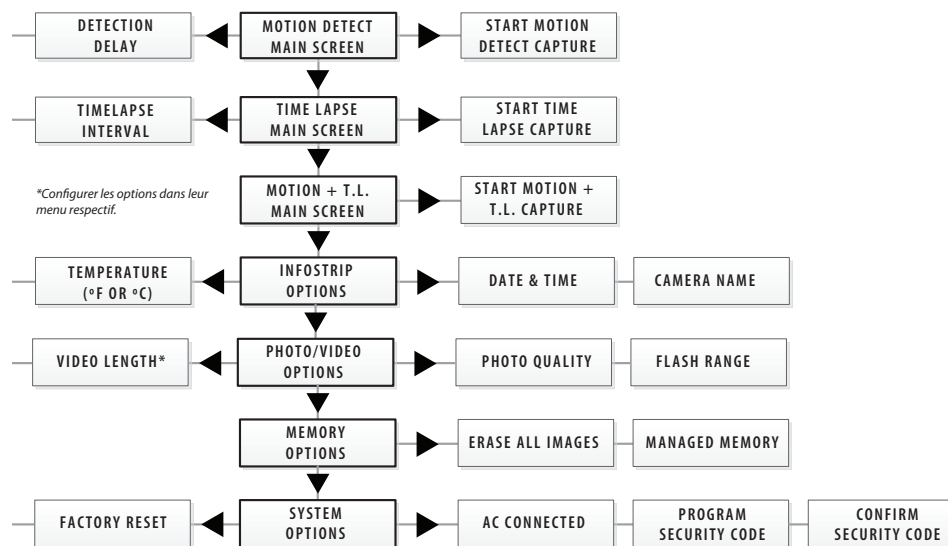 DETECTION
DELAY
MOTION DETECT
MAIN SCREEN
START MOTION
DETECT CAPTURE
TIMELAPSE
INTERVAL
TIME LAPSE
MAIN SCREEN
START TIME
LAPSE CAPTURE
*Configurer les options dans leur
menu respectif.
MOTION + T.L.
MAIN SCREEN
START MOTION +
T.L. CAPTURE
TEMPERATURE
(ºF OR ºC)
INFOSTRIP
OPTIONS
DATE & TIME
CAMERA NAME
VIDEO LENGTH*
PHOTO/VIDEO
OPTIONS
PHOTO QUALITY
FLASH RANGE
MEMORY
OPTIONS
ERASE ALL IMAGES
MANAGED MEMORY
FACTORY RESET
SYSTEM
OPTIONS
AC CONNECTED
PROGRAM
SECURITY CODE
CONFIRM
SECURITY CODE